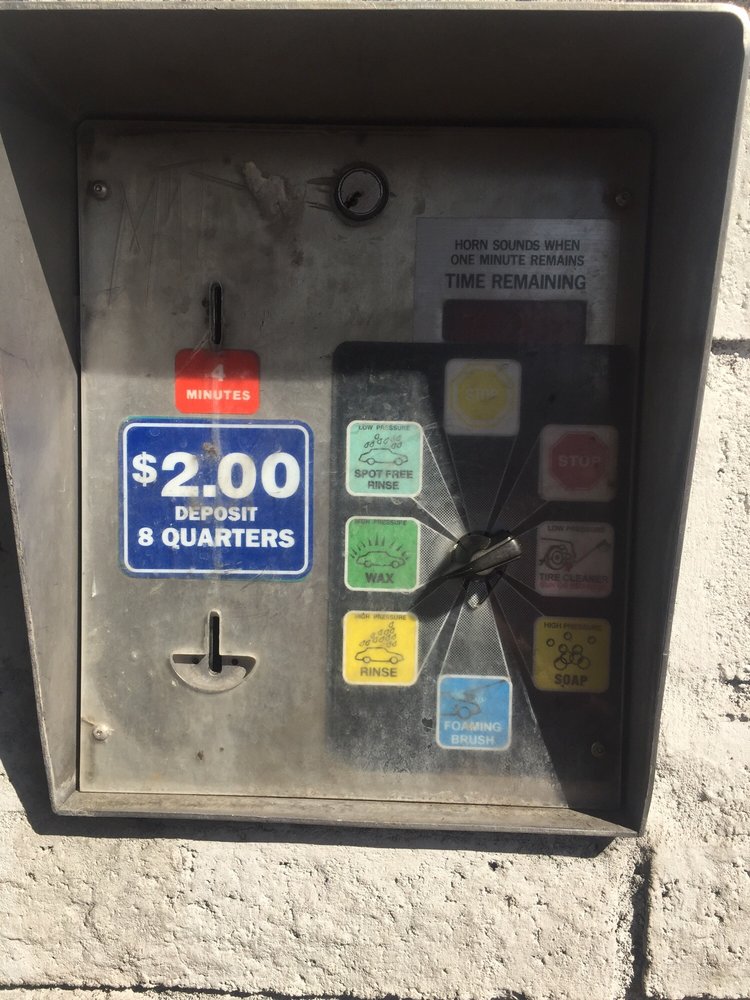 HORN SOUNDS WHEN
ONE MINUTE REMAINS
TIME REMAINING
4
MINUTES
$2.00
DEPOSIT
8 QUARTERS
STOP
LOW PRESSURE
SPOT FREE
RINSE
STOP
HIGH PRESSURE
WAX
LOW PRESSURE
TIRE CLEANER
HIGH PRESSURE
RINSE
HIGH PRESSURE
SOAP
FOAMING
BRUSH